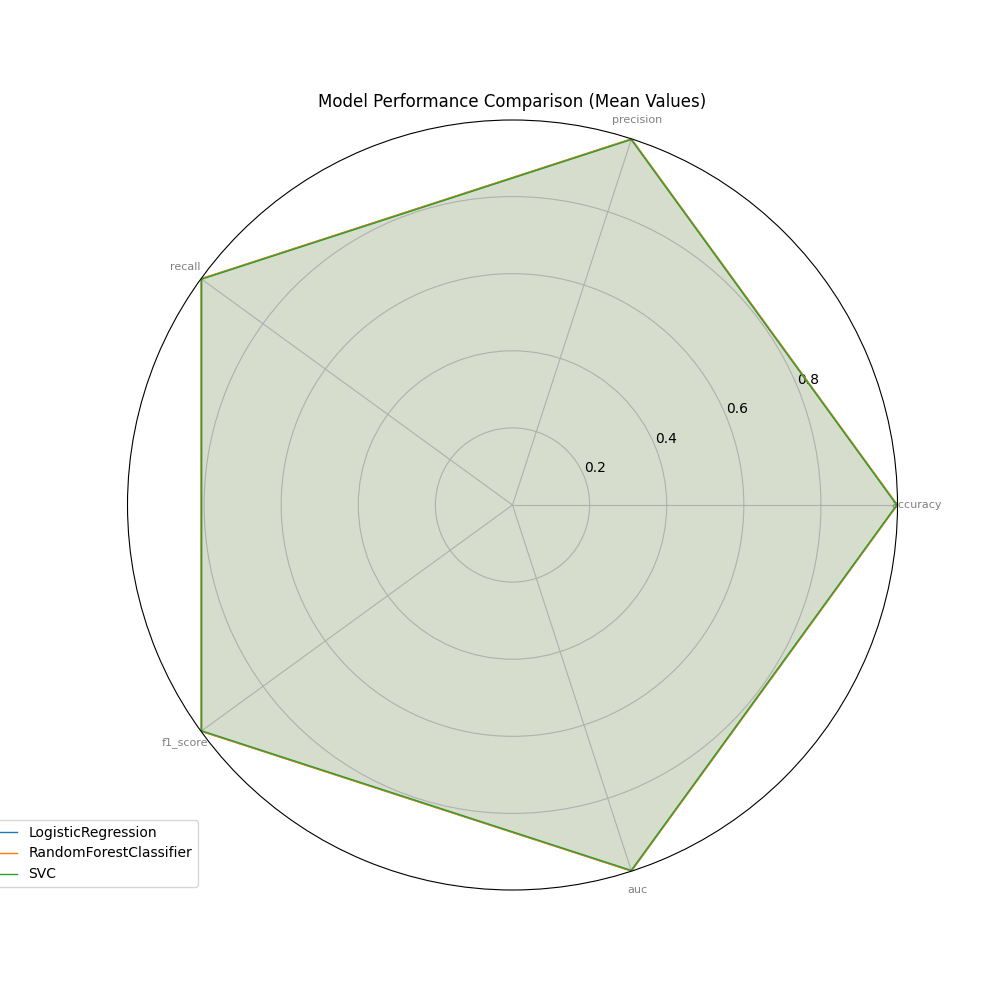 Model Performance Comparison (Mean Values)
precision
recall
0.8
0.6
0.4
0.2
accuracy
f1_score
LogisticRegression
RandomForestClassifier
SVC
auc